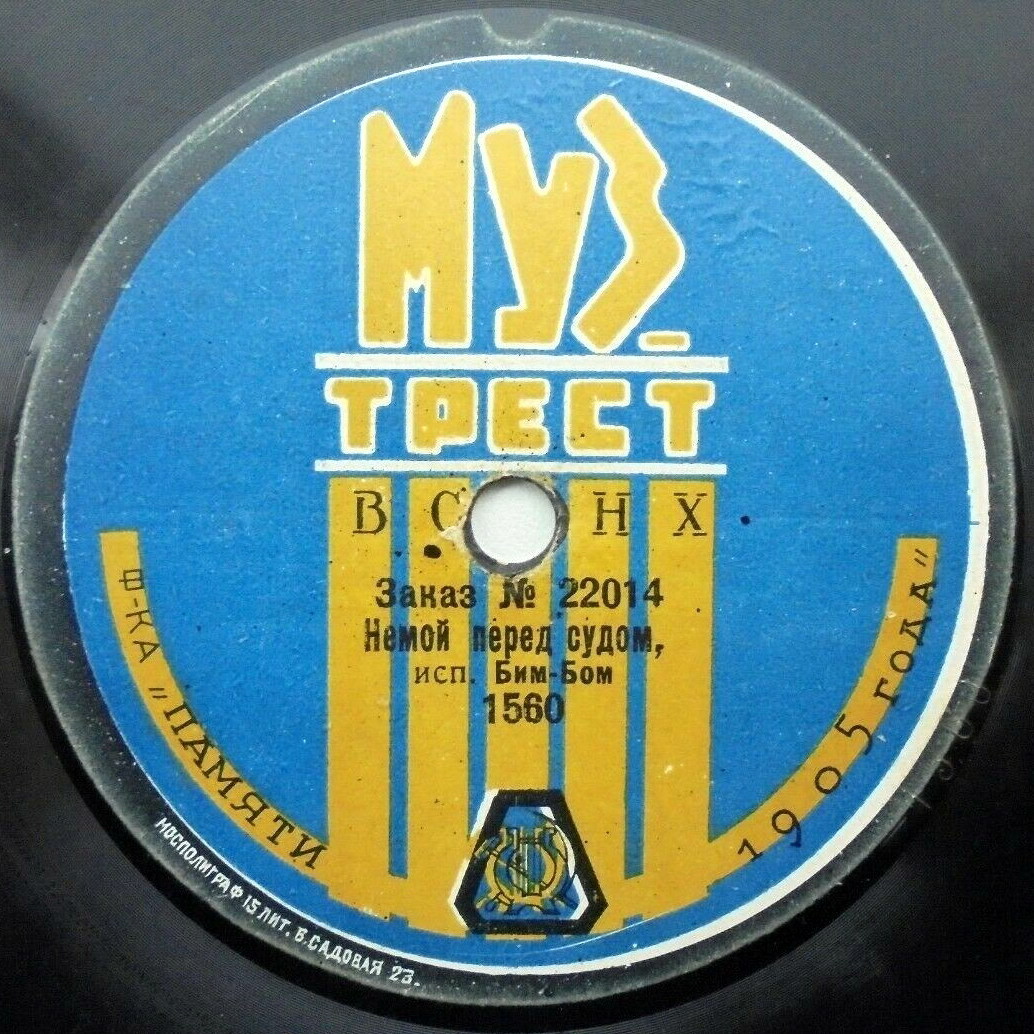 МУЗ-
ТРЕСТ
ВСНХ
Заказ № 22014
Немой перед судом,
исп. Бим-Бом
1560
Ф-КА „ПАМЯТИ 1905 ГОДА"
МОСПОЛИГРАФ 15 ЛИТ. Б. САДОВАЯ 23.